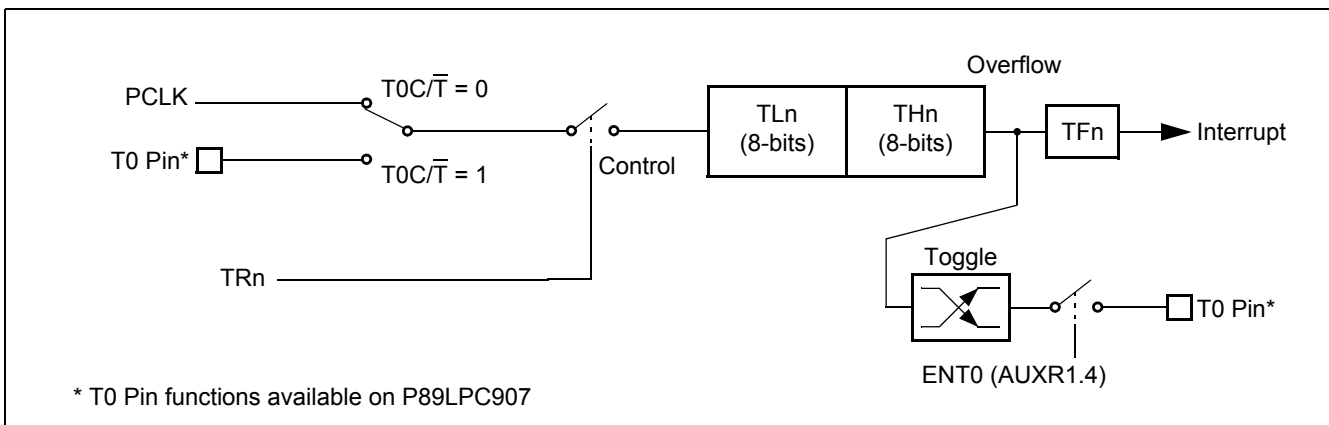 Overflow
PCLK
T0C/T̅ = 0
TLn
(8-bits)
THn
(8-bits)
TFn
Interrupt
T0 Pin*
T0C/T̅ = 1
Control
TRn
Toggle
T0 Pin*
ENT0 (AUXR1.4)
* T0 Pin functions available on P89LPC907